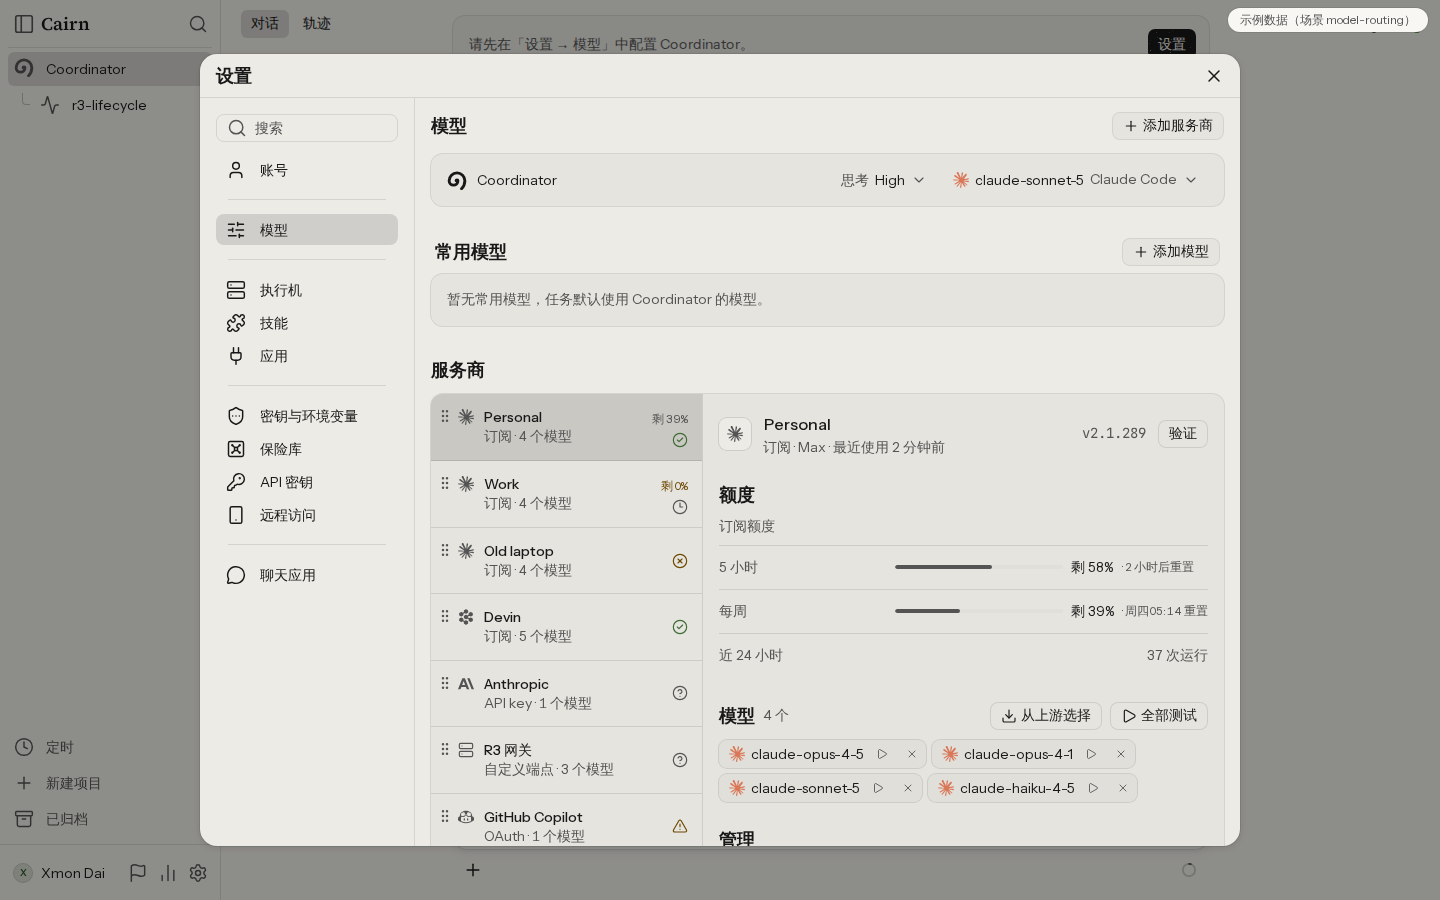 Cairn
Coordinator
r3-lifecycle
定时
新建项目
已归档
X
Xmon Dai
对话
轨迹
请先在「设置 → 模型」中配置 Coordinator。
设置
示例数据（场景 model-routing）
设置
搜索
账号
模型
执行机
技能
应用
密钥与环境变量
保险库
API 密钥
远程访问
聊天应用
模型
添加服务商
Coordinator
思考 High
claude-sonnet-5 Claude Code
常用模型
添加模型
暂无常用模型，任务默认使用 Coordinator 的模型。
服务商
Personal
剩 39%
订阅 · 4 个模型
Work
剩 0%
订阅 · 4 个模型
Old laptop
订阅 · 4 个模型
Devin
订阅 · 5 个模型
Anthropic
API key · 1 个模型
R3 网关
自定义端点 · 3 个模型
GitHub Copilot
OAuth · 1 个模型
Personal
订阅 · Max · 最近使用 2 分钟前
v2.1.289
验证
额度
订阅额度
5 小时
剩 58% · 2 小时后重置
每周
剩 39% · 周四05:14 重置
近 24 小时
37 次运行
模型 4 个
从上游选择
全部测试
claude-opus-4-5
claude-opus-4-1
claude-sonnet-5
claude-haiku-4-5
管理